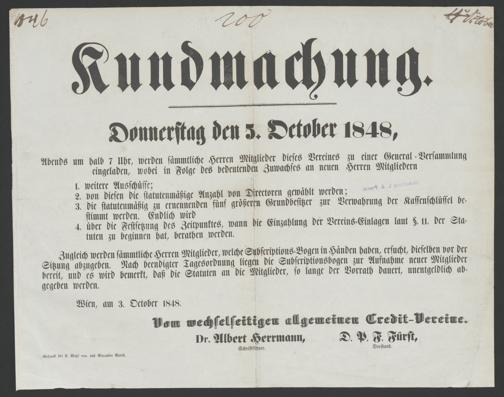 200
Kundmachung.
Donnerstag den 5. October 1848,
Abends um halb 7 Uhr, werden sämmtliche Herren Mitglieder dieses Vereines zu einer General-Versammlung
eingeladen, wobei in Folge des bedeutenden Zuwachses an neuen Herren Mitgliedern
1. weitere Ausschüsse;
2. von diesen die statutenmäßige Anzahl von Directoren gewählt werden;
3. die statutenmäßig zu ernennenden fünf größeren Grundbesitzer zur Verwahrung der Kassenschlüssel be-
stimmt werden. Endlich wird
4. über die Festsetzung des Zeitpunktes, wann die Einzahlung der Vereins-Einlagen laut §. 11. der Sta-
tuten zu beginnen hat, berathen werden.
Zugleich werden sämmtliche Herren Mitglieder, welche Subscriptions-Bogen in Händen haben, ersucht, dieselben vor der
Sitzung abzugeben. Nach beendigter Tagesordnung liegen die Subscriptionsbogen zur Aufnahme neuer Mitglieder
bereit, und es wird bemerkt, daß die Statuten an die Mitglieder, so lange der Vorrath dauert, unentgeldlich ab-
gegeben werden.
Wien, am 3. October 1848.
Vom wechselseitigen allgemeinen Credit-Vereine.
Dr. Albert Herrmann, D. P. F. Fürst,
Schriftführer. Vorstand.
Gedruckt bei